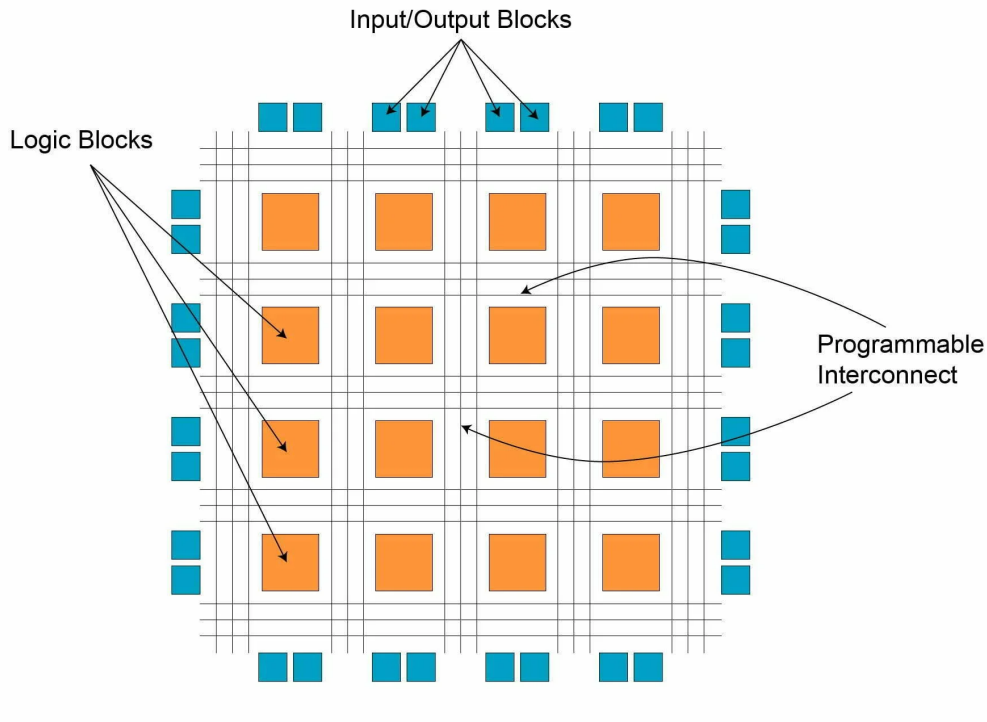 Input/Output Blocks
Logic Blocks
Programmable
Interconnect